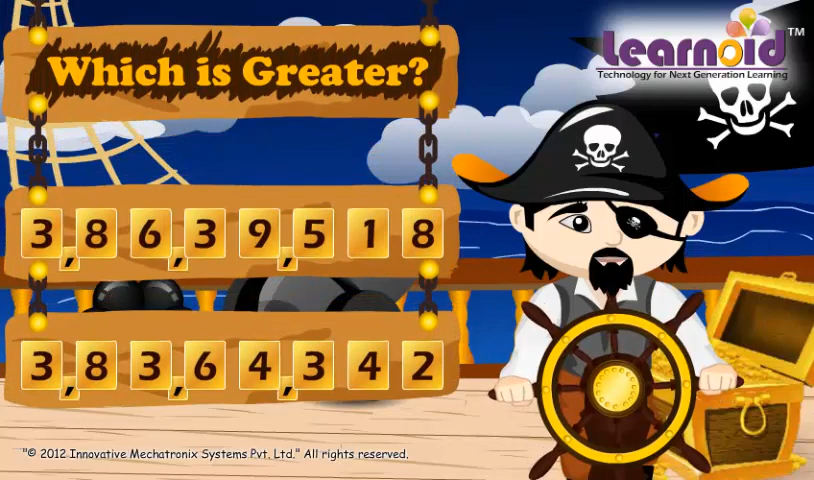 Learnoid™
Technology for Next Generation Learning
Which is Greater?
3,86,39,518
3,83,64,342
"© 2012 Innovative Mechatronix Systems Pvt. Ltd." All rights reserved.